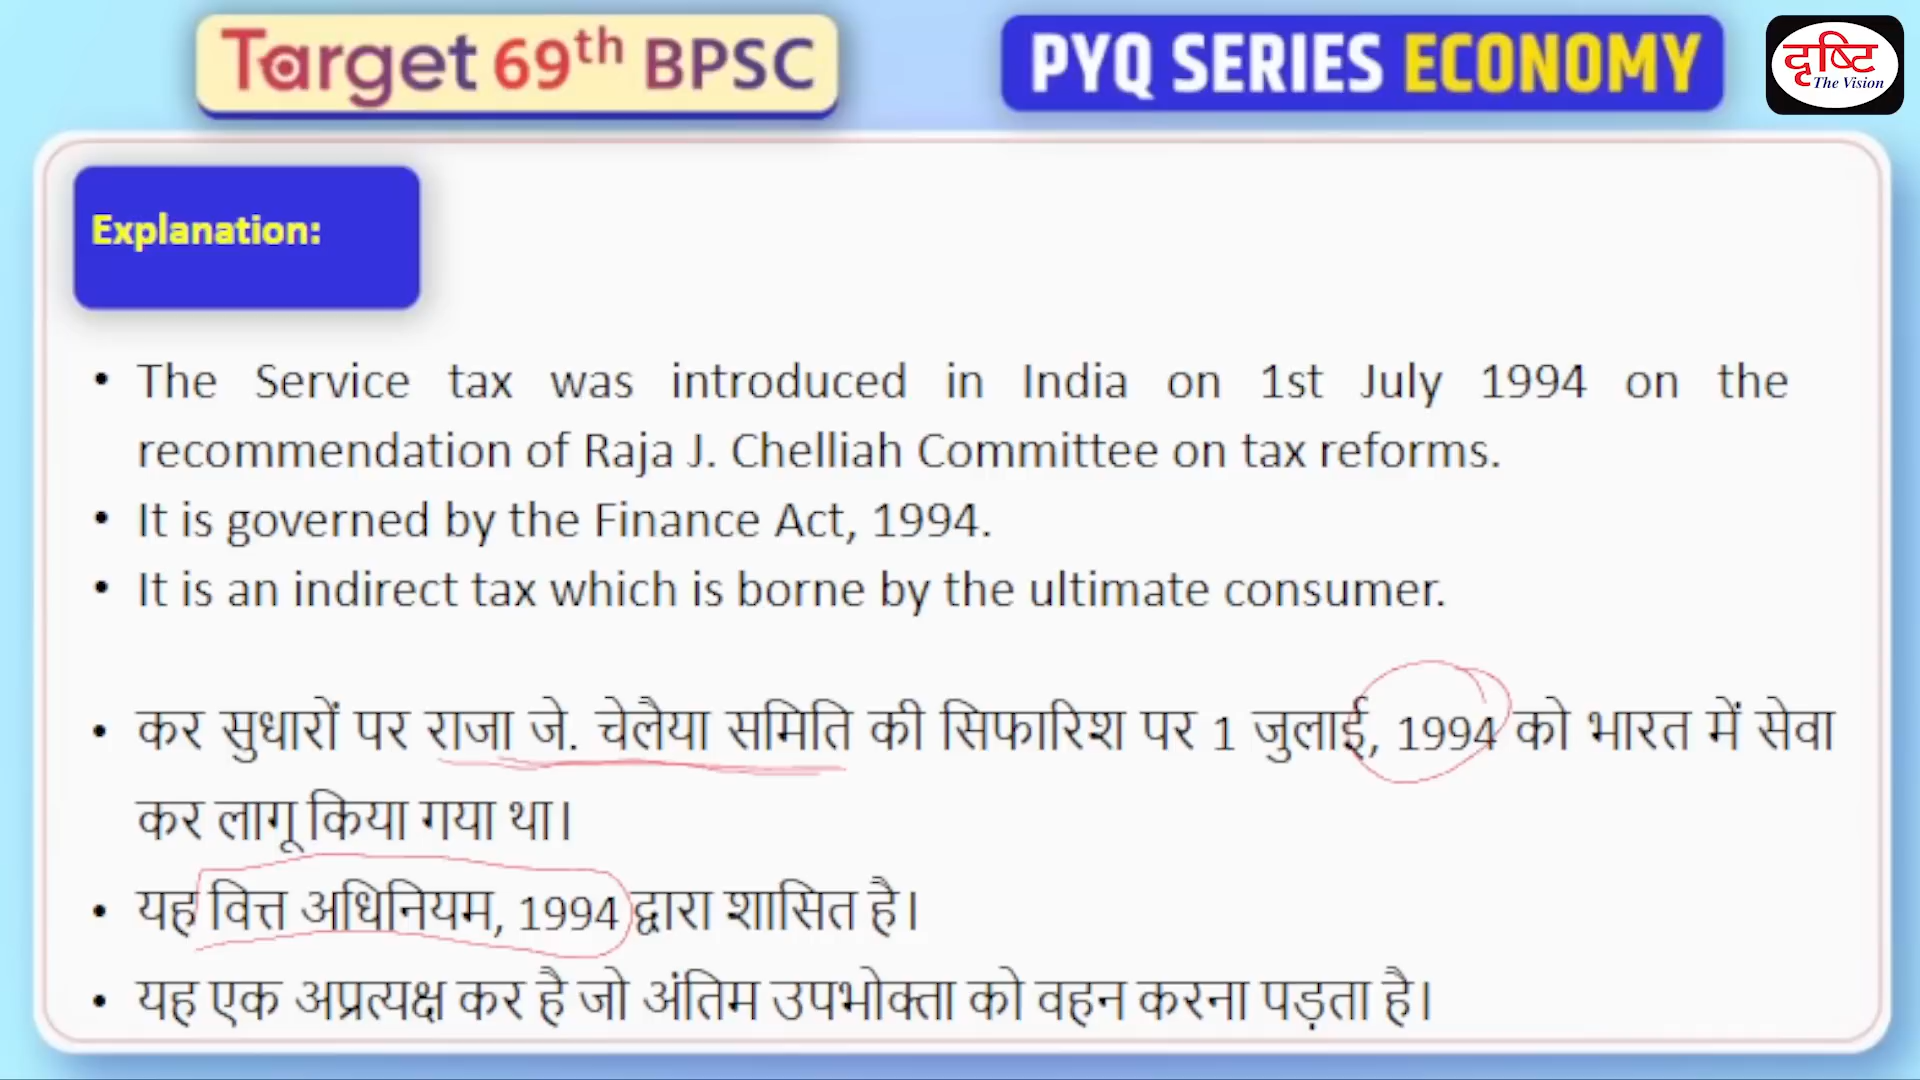 Target 69th BPSC
PYQ SERIES ECONOMY
दृष्टि
The Vision
Explanation:
• The Service tax was introduced in India on 1st July 1994 on the
recommendation of Raja J. Chelliah Committee on tax reforms.
• It is governed by the Finance Act, 1994.
• It is an indirect tax which is borne by the ultimate consumer.
• कर सुधारों पर राजा जे. चेलैया समिति की सिफारिश पर 1 जुलाई, 1994 को भारत में सेवा
कर लागू किया गया था।
• यह वित्त अधिनियम, 1994 द्वारा शासित है।
• यह एक अप्रत्यक्ष कर है जो अंतिम उपभोक्ता को वहन करना पड़ता है।